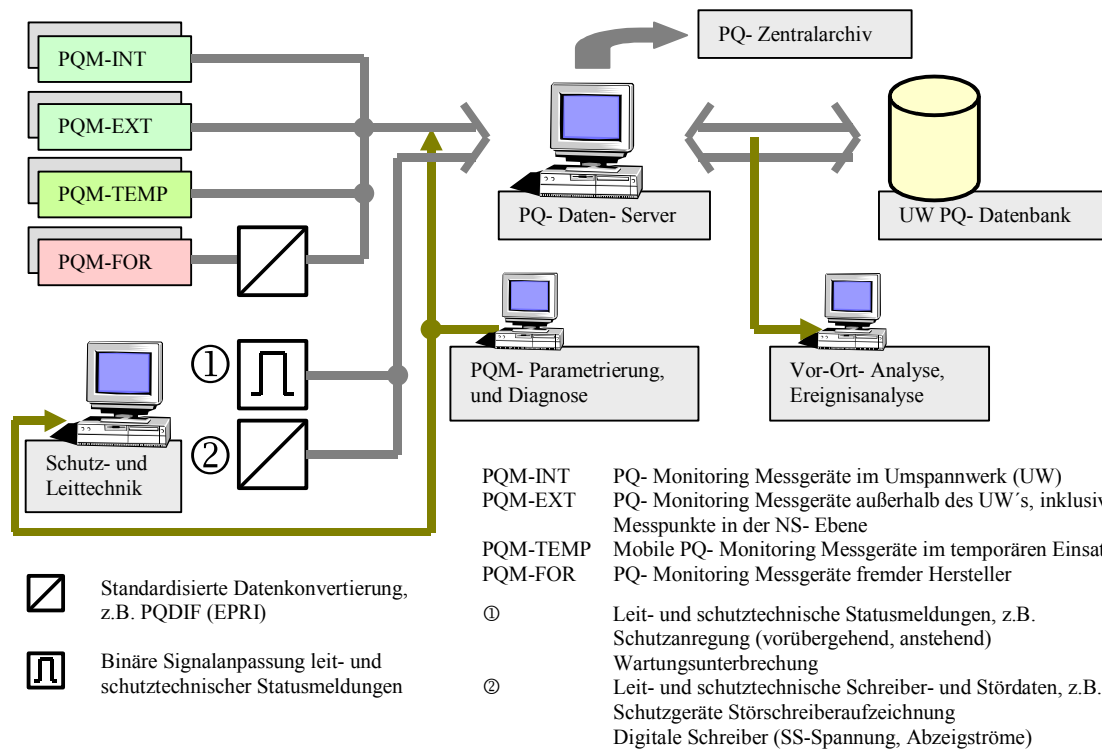 PQM-INT
PQM-EXT
PQM-TEMP
PQM-FOR
PQ- Zentralarchiv
PQ- Daten- Server
UW PQ- Datenbank
①
②
Schutz- und
Leittechnik
PQM- Parametrierung,
und Diagnose
Vor-Ort- Analyse,
Ereignisanalyse
PQM-INT PQ- Monitoring Messgeräte im Umspannwerk (UW)
PQM-EXT PQ- Monitoring Messgeräte außerhalb des UW´s, inklusiv
Messpunkte in der NS- Ebene
PQM-TEMP Mobile PQ- Monitoring Messgeräte im temporären Einsat
PQM-FOR PQ- Monitoring Messgeräte fremder Hersteller
Standardisierte Datenkonvertierung,
z.B. PQDIF (EPRI)
Binäre Signalanpassung leit- und
schutztechnischer Statusmeldungen
① Leit- und schutztechnische Statusmeldungen, z.B.
Schutzanregung (vorübergehend, anstehend)
Wartungsunterbrechung
② Leit- und schutztechnische Schreiber- und Stördaten, z.B.
Schutzgeräte Störschreiberaufzeichnung
Digitale Schreiber (SS-Spannung, Abzeigströme)